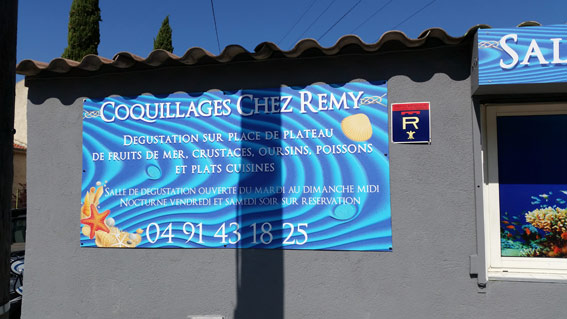 COQUILLAGES CHEZ REMY
DEGUSTATION SUR PLACE DE PLATEAU
DE FRUITS DE MER, CRUSTACES, OURSINS, POISSONS
ET PLATS CUISINES
SALLE DE DEGUSTATION OUVERTE DU MARDI AU DIMANCHE MIDI
NOCTURNE VENDREDI ET SAMEDI SOIR SUR RESERVATION
04 91 43 18 25
R
SAL